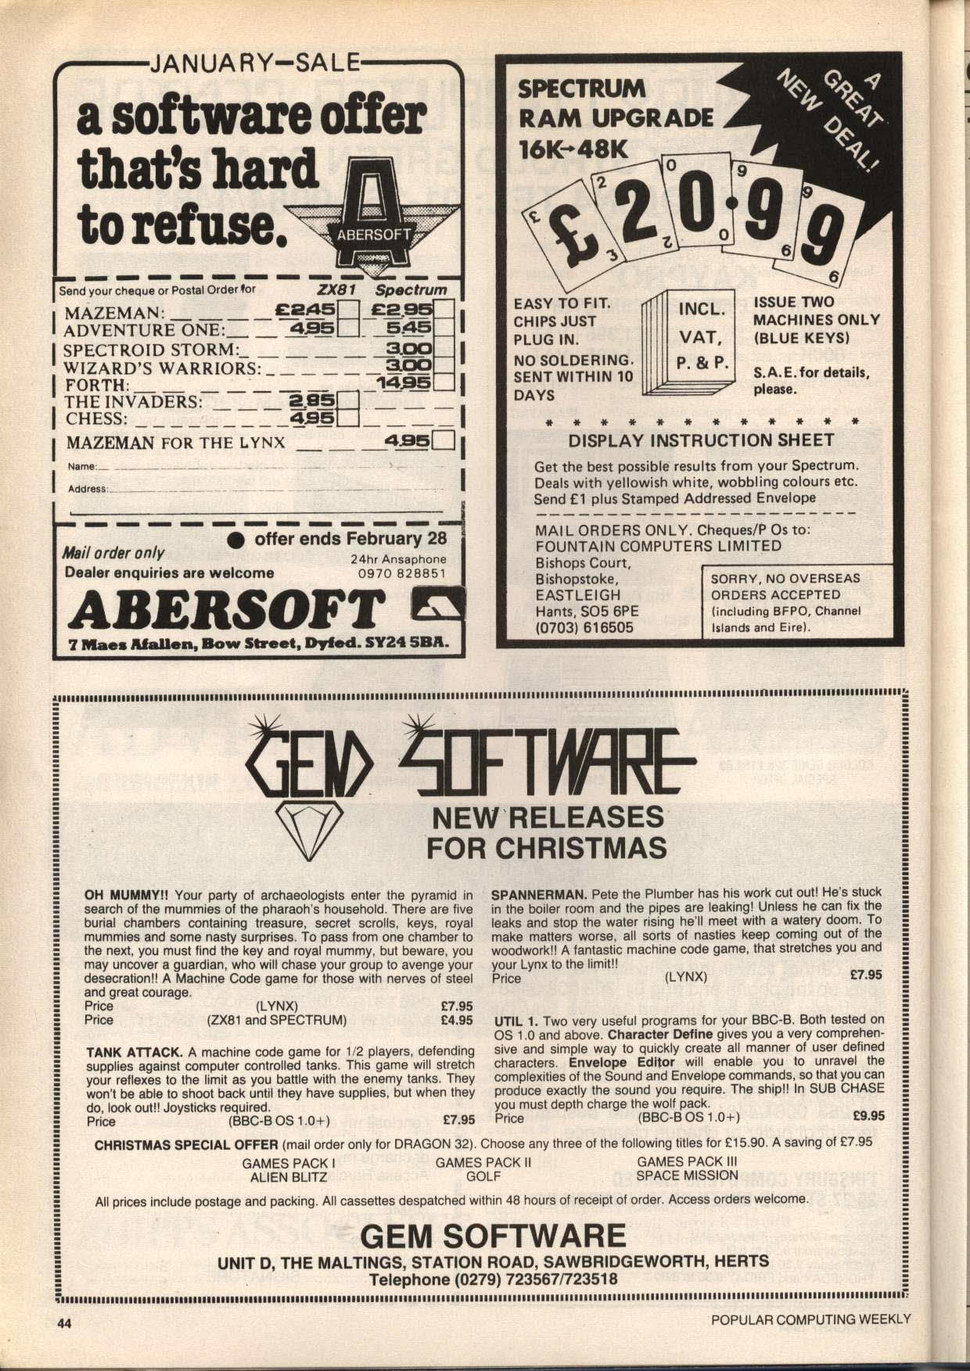 JANUARY—SALE
a software offer
that's hard
to refuse.
ABERSOFT
Send your cheque or Postal Order for ZX81 Spectrum
MAZEMAN: £2.45 £2.95
ADVENTURE ONE: 4.95 5.45
SPECTROID STORM: 3.00
WIZARD'S WARRIORS: 3.00
FORTH: 14.95
THE INVADERS: 2.85
CHESS: 4.95
MAZEMAN FOR THE LYNX 4.95
Name:
Address:
● offer ends February 28
Mail order only
24hr Ansaphone
Dealer enquiries are welcome 0970 828851
ABERSOFT
7 Maes Afallen, Bow Street, Dyfed. SY24 5BA.
SPECTRUM
RAM UPGRADE
16K→48K
A
GREAT
NEW DEAL!
£20.99
EASY TO FIT.
CHIPS JUST
PLUG IN.
NO SOLDERING.
SENT WITHIN 10
DAYS
INCL.
VAT,
P. & P.
ISSUE TWO
MACHINES ONLY
(BLUE KEYS)
S.A.E. for details,
please.
* * * * * * * * * * * *
DISPLAY INSTRUCTION SHEET
Get the best possible results from your Spectrum.
Deals with yellowish white, wobbling colours etc.
Send £1 plus Stamped Addressed Envelope
MAIL ORDERS ONLY. Cheques/P Os to:
FOUNTAIN COMPUTERS LIMITED
Bishops Court,
Bishopstoke,
EASTLEIGH
Hants, SO5 6PE
(0703) 616505
SORRY, NO OVERSEAS
ORDERS ACCEPTED
(including BFPO, Channel
Islands and Eire).
GEM SOFTWARE
NEW RELEASES
FOR CHRISTMAS
OH MUMMY!! Your party of archaeologists enter the pyramid in
search of the mummies of the pharaoh's household. There are five
burial chambers containing treasure, secret scrolls, keys, royal
mummies and some nasty surprises. To pass from one chamber to
the next, you must find the key and royal mummy, but beware, you
may uncover a guardian, who will chase your group to avenge your
desecration!! A Machine Code game for those with nerves of steel
and great courage.
Price (LYNX) £7.95
Price (ZX81 and SPECTRUM) £4.95
TANK ATTACK. A machine code game for 1/2 players, defending
supplies against computer controlled tanks. This game will stretch
your reflexes to the limit as you battle with the enemy tanks. They
won't be able to shoot back until they have supplies, but when they
do, look out!! Joysticks required.
Price (BBC-B OS 1.0+) £7.95
SPANNERMAN. Pete the Plumber has his work cut out! He's stuck
in the boiler room and the pipes are leaking! Unless he can fix the
leaks and stop the water rising he'll meet with a watery doom. To
make matters worse, all sorts of nasties keep coming out of the
woodwork!! A fantastic machine code game, that stretches you and
your Lynx to the limit!!
Price (LYNX) £7.95
UTIL 1. Two very useful programs for your BBC-B. Both tested on
OS 1.0 and above. Character Define gives you a very comprehen-
sive and simple way to quickly create all manner of user defined
characters. Envelope Editor will enable you to unravel the
complexities of the Sound and Envelope commands, so that you can
produce exactly the sound you require. The ship!! In SUB CHASE
you must depth charge the wolf pack.
Price (BBC-B OS 1.0+) £9.95
CHRISTMAS SPECIAL OFFER (mail order only for DRAGON 32). Choose any three of the following titles for £15.90. A saving of £7.95
GAMES PACK I GAMES PACK II GAMES PACK III
ALIEN BLITZ GOLF SPACE MISSION
All prices include postage and packing. All cassettes despatched within 48 hours of receipt of order. Access orders welcome.
GEM SOFTWARE
UNIT D, THE MALTINGS, STATION ROAD, SAWBRIDGEWORTH, HERTS
Telephone (0279) 723567/723518
44 POPULAR COMPUTING WEEKLY